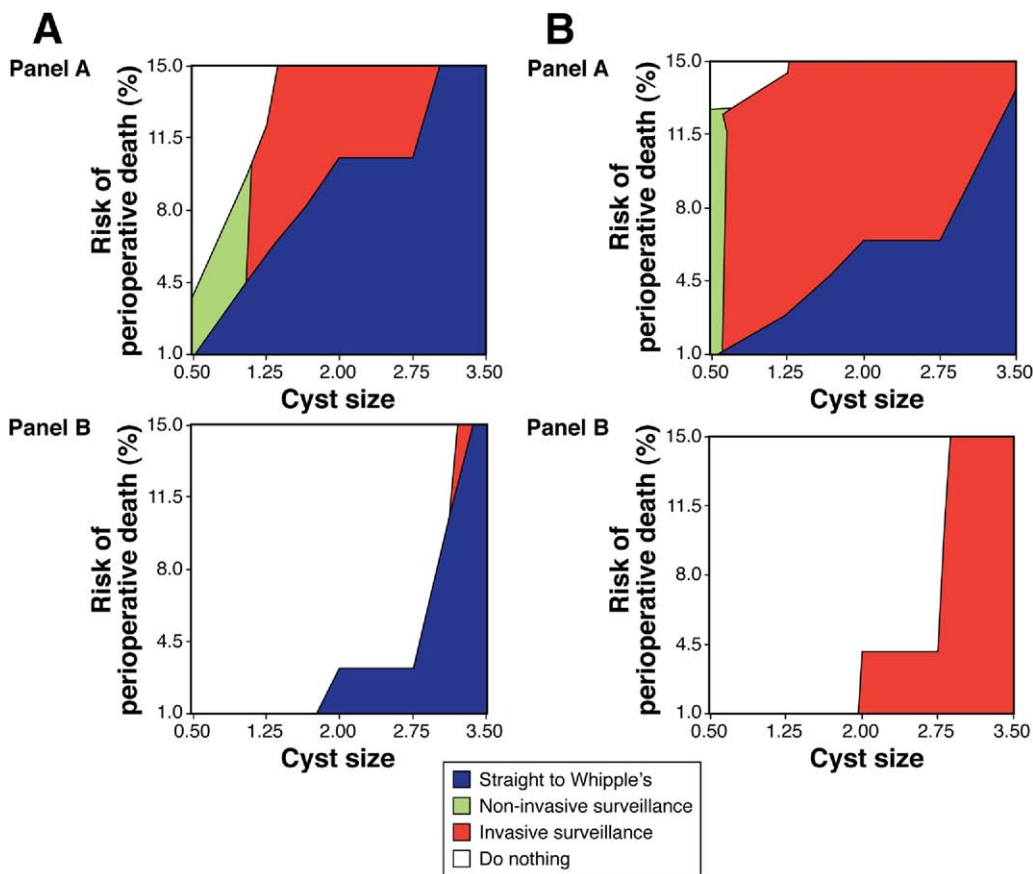 A
Panel A
Risk of
perioperative death (%)
15.0
11.5
8.0
4.5
1.0
0.50 1.25 2.00 2.75 3.50
Cyst size
B
Panel A
Risk of
perioperative death (%)
15.0
11.5
8.0
4.5
1.0
0.50 1.25 2.00 2.75 3.50
Cyst size
Panel B
Risk of
perioperative death (%)
15.0
11.5
8.0
4.5
1.0
0.50 1.25 2.00 2.75 3.50
Cyst size
Panel B
Risk of
perioperative death (%)
15.0
11.5
8.0
4.5
1.0
0.50 1.25 2.00 2.75 3.50
Cyst size
Straight to Whipple's
Non-invasive surveillance
Invasive surveillance
Do nothing